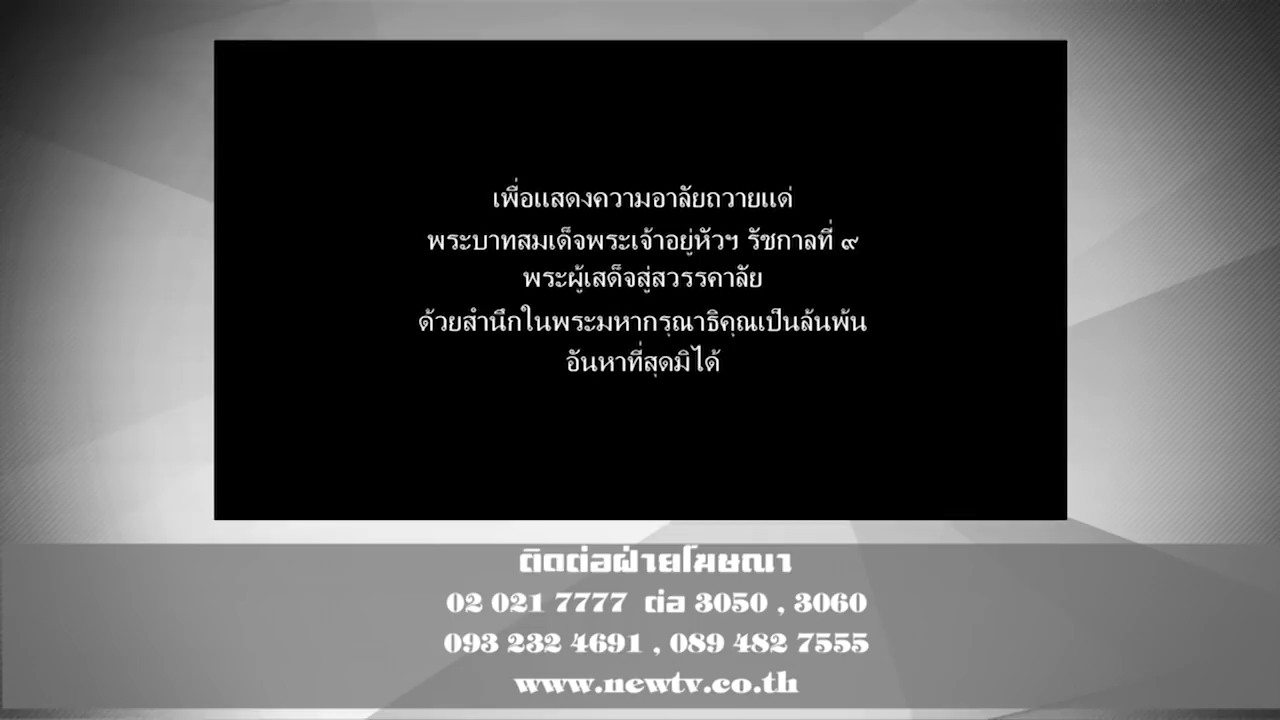 เพื่อแสดงความอาลัยถวายแด่
พระบาทสมเด็จพระเจ้าอยู่หัวฯ รัชกาลที่ ๙
พระผู้เสด็จสู่สวรรคาลัย
ด้วยสำนึกในพระมหากรุณาธิคุณเป็นล้นพ้น
อันหาที่สุดมิได้
ติดต่อฝ่ายโฆษณา
02 021 7777 ต่อ 3050 , 3060
093 232 4691 , 089 482 7555
www.newtv.co.th